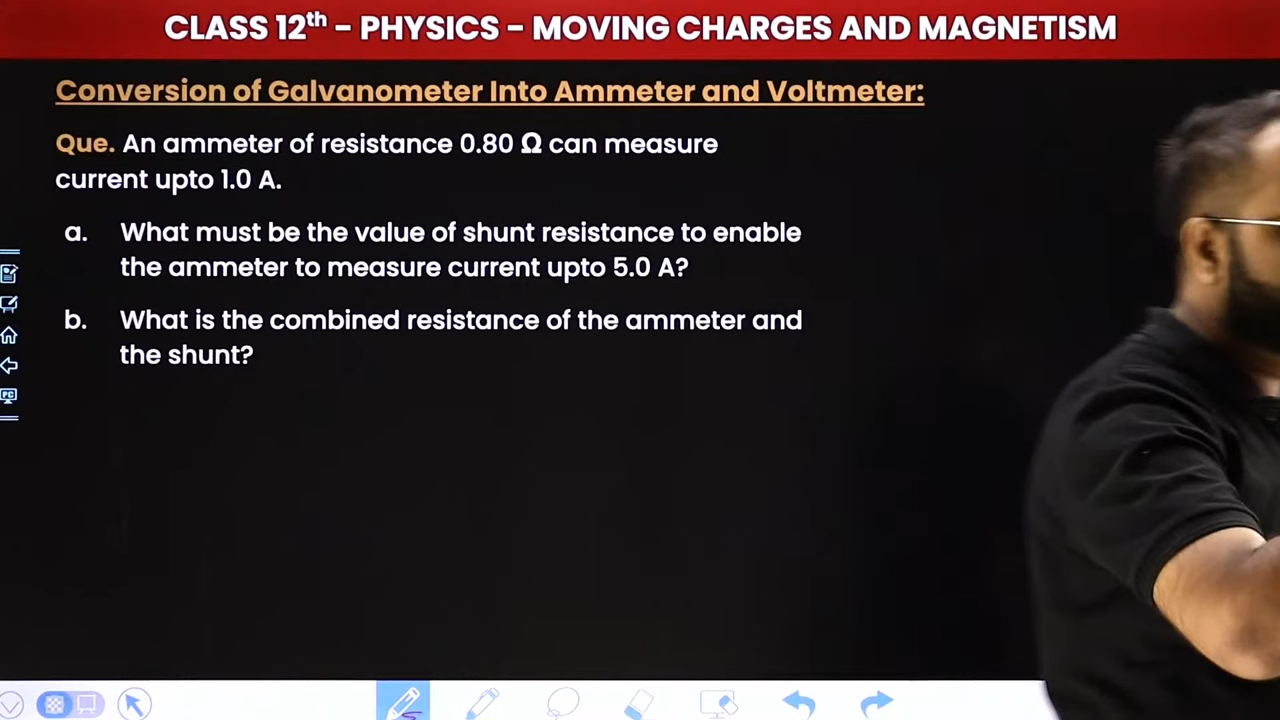 CLASS 12th – PHYSICS – MOVING CHARGES AND MAGNETISM
Conversion of Galvanometer Into Ammeter and Voltmeter:
Que. An ammeter of resistance 0.80 Ω can measure
current upto 1.0 A.
a. What must be the value of shunt resistance to enable
the ammeter to measure current upto 5.0 A?
b. What is the combined resistance of the ammeter and
the shunt?
PC